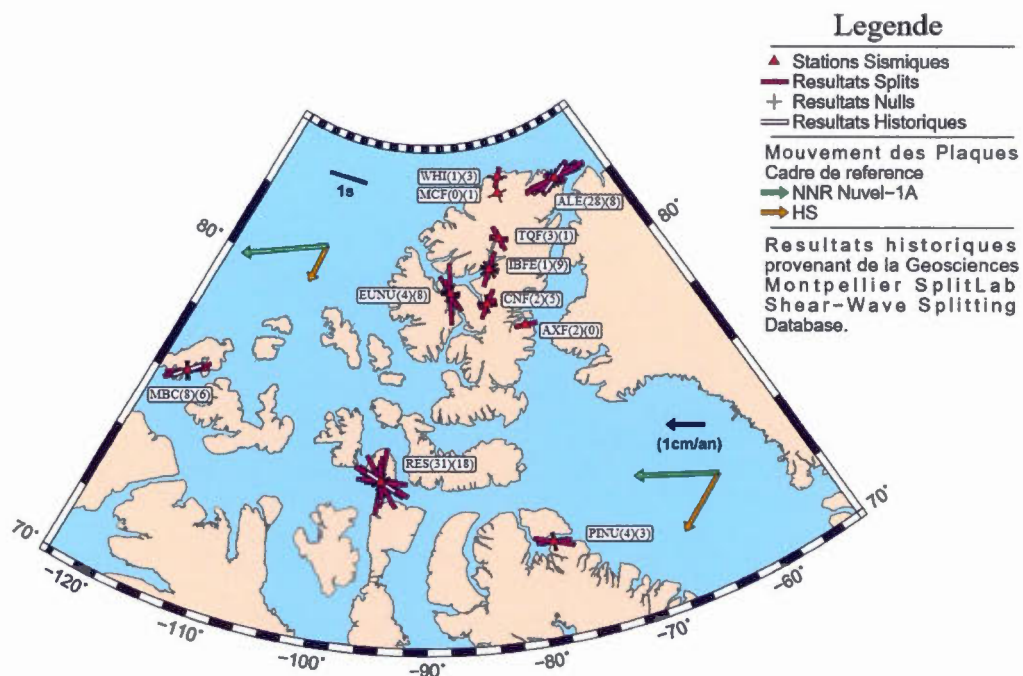 Legende
Stations Sismiques
Resultats Splits
Resultats Nulls
Resultats Historiques
Mouvement des Plaques
Cadre de reference
NNR Nuvel-1A
HS
Resultats historiques
provenant de la Geosciences
Montpellier SplitLab
Shear-Wave Splitting
Database.
1s
WHI(1)(3)
MCF(0)(1)
ALE(28)(8)
80°
80°
TQF(3)(1)
IBFE(1)(9)
EUNU(4)(8)
CNF(2)(5)
AXF(2)(0)
MBC(8)(6)
(1cm/an)
RES(31)(18)
PINU(4)(3)
70°
70°
-120°
-110°
-100°
-90°
-80°
-70°
-60°